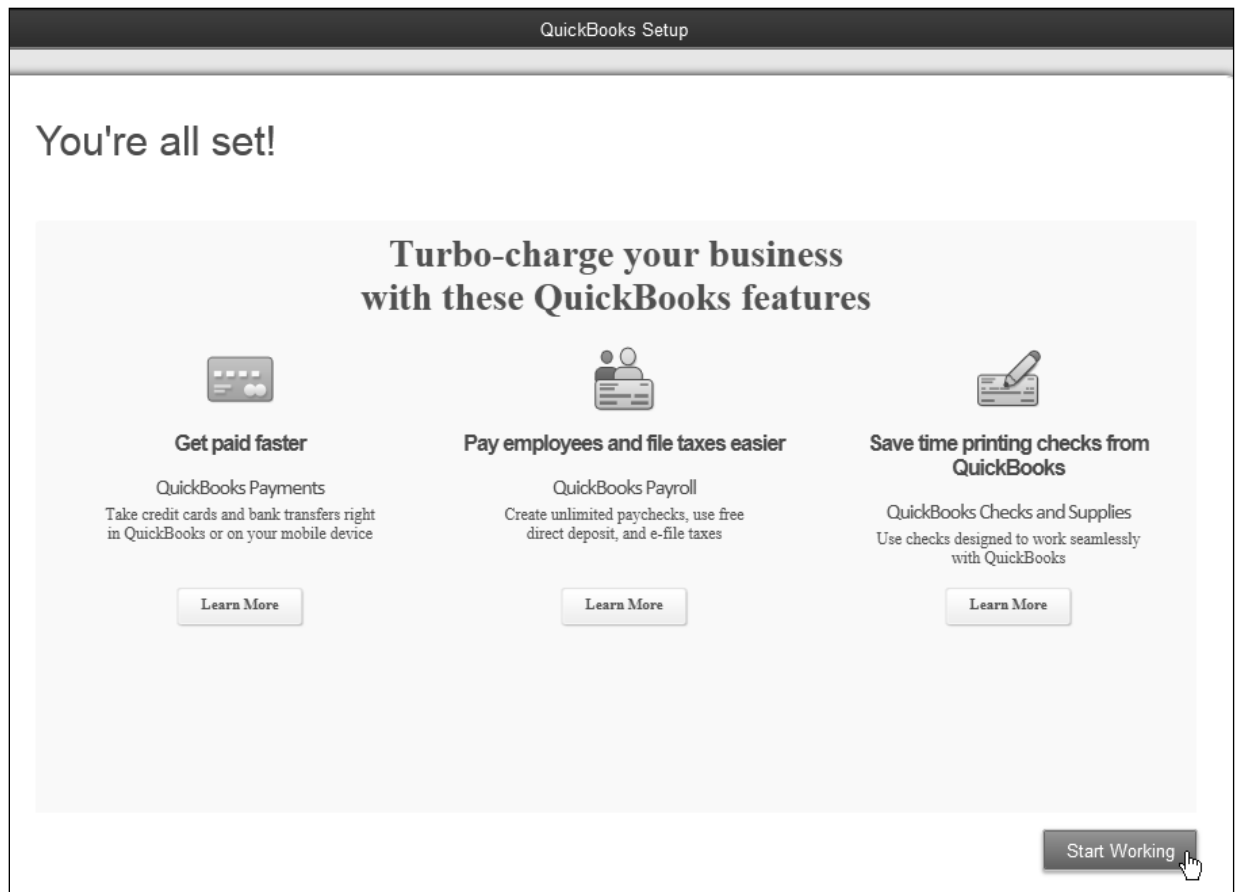 QuickBooks Setup
You're all set!
Turbo-charge your business
with these QuickBooks features
Get paid faster
QuickBooks Payments
Take credit cards and bank transfers right
in QuickBooks or on your mobile device
Learn More
Pay employees and file taxes easier
QuickBooks Payroll
Create unlimited paychecks, use free
direct deposit, and e-file taxes
Learn More
Save time printing checks from
QuickBooks
QuickBooks Checks and Supplies
Use checks designed to work seamlessly
with QuickBooks
Learn More
Start Working